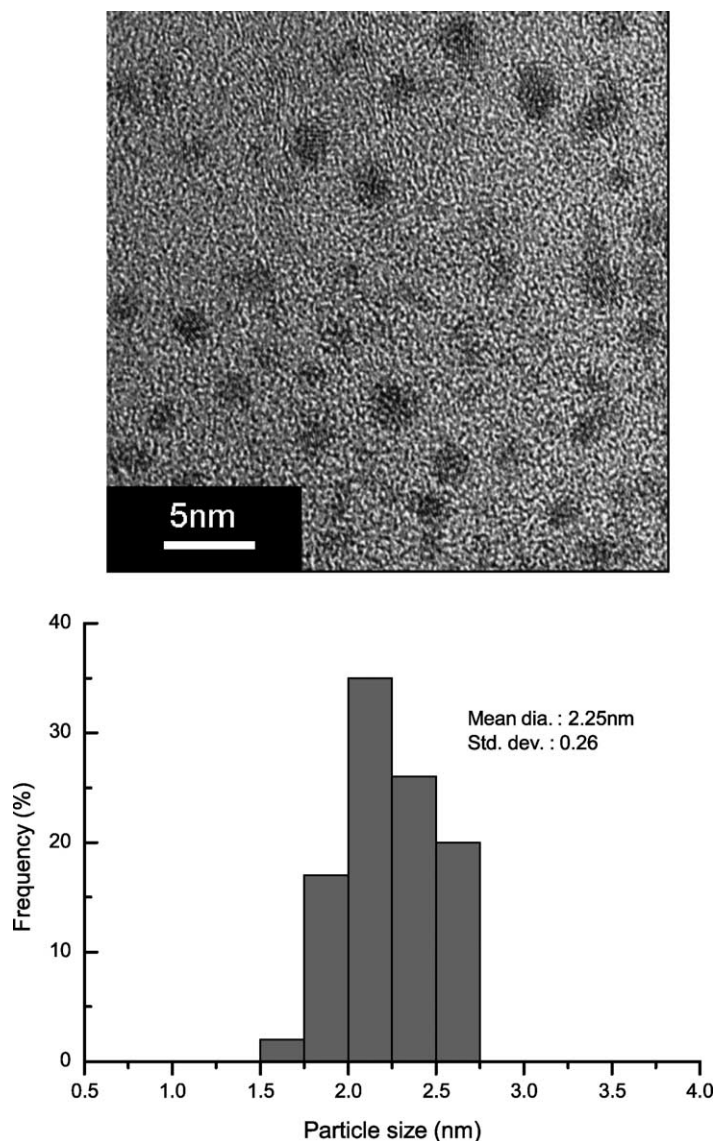 5nm
40
Mean dia. : 2.25nm
Std. dev. : 0.26
30
20
10
0
Frequency (%)
0.5 1.0 1.5 2.0 2.5 3.0 3.5 4.0
Particle size (nm)